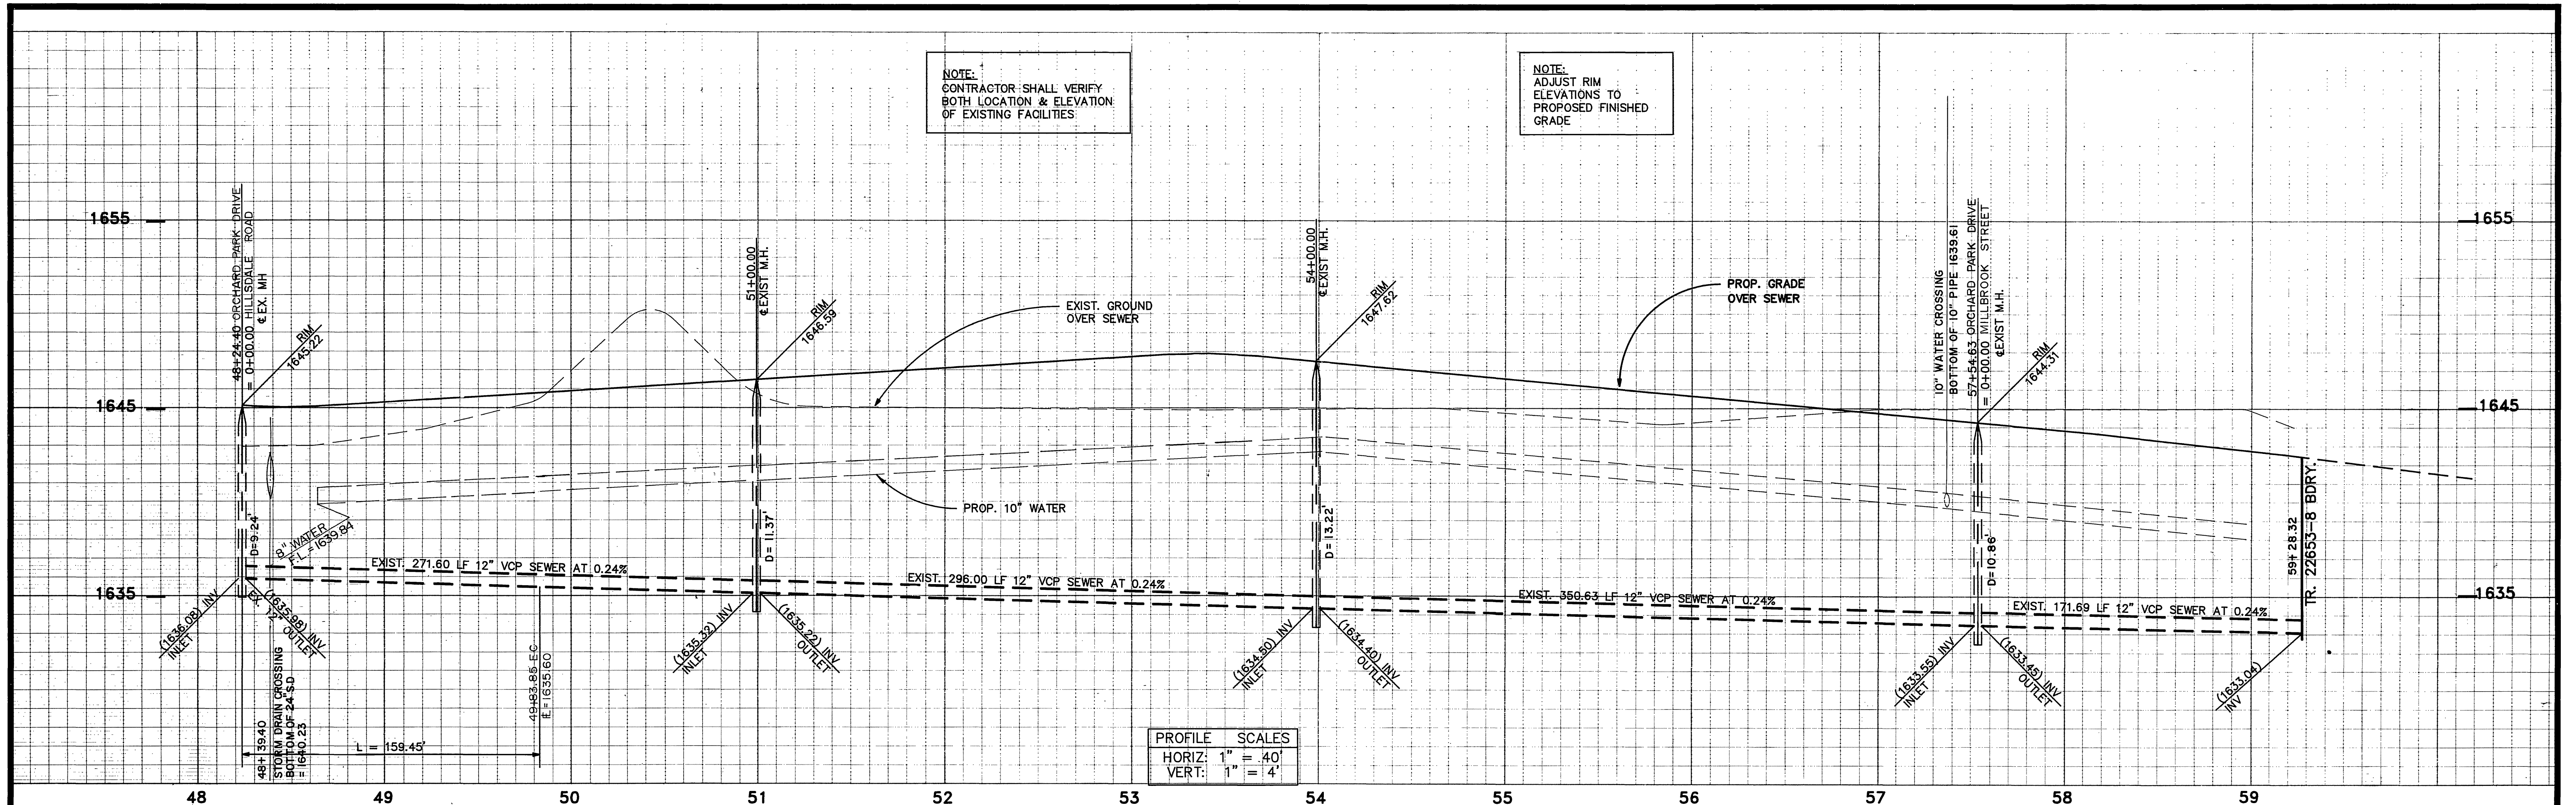 NOTE:
CONTRACTOR SHALL VERIFY
BOTH LOCATION & ELEVATION
OF EXISTING FACILITIES
NOTE:
ADJUST RIM
ELEVATIONS TO
PROPOSED FINISHED
GRADE
1655
1655
48+24.40 ORCHARD PARK DRIVE
= 0+00.00 HILLSDALE ROAD
℄ EX. MH
RIM
1645.22
51+00.00
℄ EXIST M.H.
RIM
1646.59
EXIST. GROUND
OVER SEWER
54+00.00
℄ EXIST M.H.
RIM
1647.62
PROP. GRADE
OVER SEWER
10" WATER CROSSING
BOTTOM OF 10" PIPE 1639.61
57+54.63 ORCHARD PARK DRIVE
= 0+00.00 MILLBROOK STREET
℄ EXIST M.H.
RIM
1644.31
1645
1645
PROP. 10" WATER
D=9.24'
8" WATER
F.L.=1639.84
D= 11.37'
D= 13.22'
D=10.86'
59+28.32
TR. 22653-8 BDRY.
EXIST. 271.60 LF 12" VCP SEWER AT 0.24%
EXIST. 296.00 LF 12" VCP SEWER AT 0.24%
EXIST. 350.63 LF 12" VCP SEWER AT 0.24%
EXIST. 171.69 LF 12" VCP SEWER AT 0.24%
1635
1635
(1636.08) INV
INLET
(1635.98) INV
EX. 12" OUTLET
(1635.32) INV
INLET
(1635.22) INV
OUTLET
(1634.50) INV
INLET
(1634.40) INV
OUTLET
(1633.55) INV
INLET
(1633.45) INV
OUTLET
(1633.04)
INV
48+39.40
STORM DRAIN CROSSING
BOTTOM OF 24" SD
= 1640.23
49+83.85 EC
℄ = 1635.60
L = 159.45'
PROFILE SCALES
HORIZ: 1" = 40'
VERT: 1" = 4'
48 49 50 51 52 53 54 55 56 57 58 59